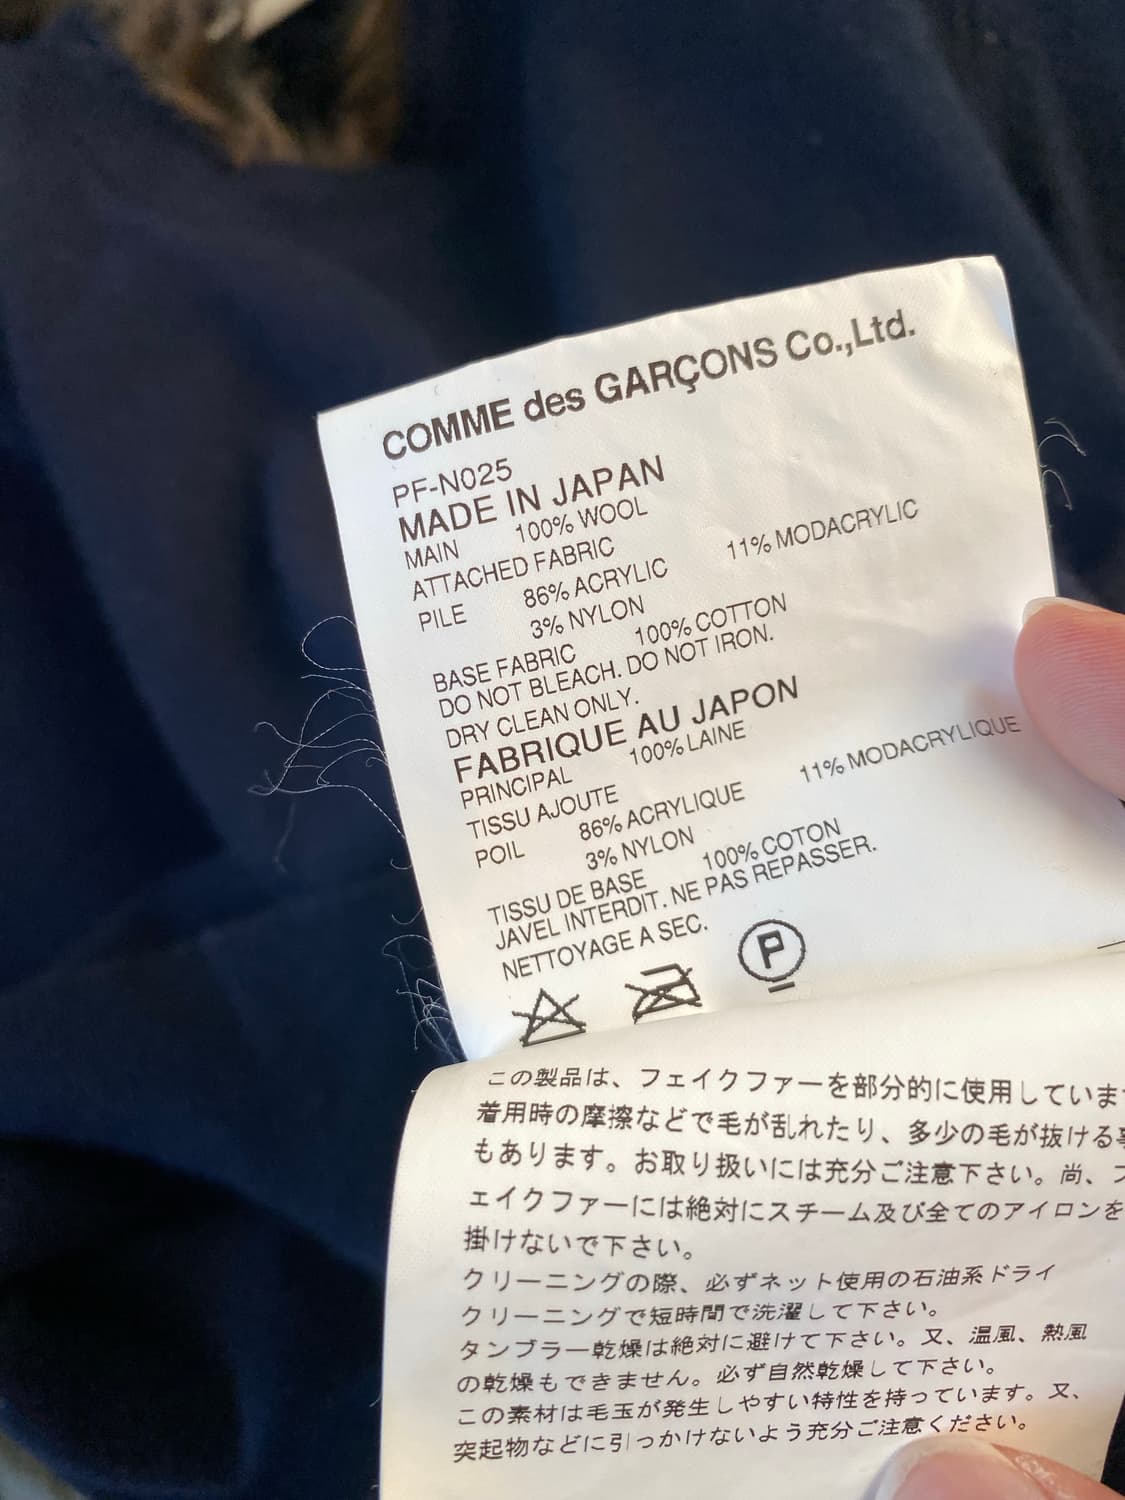 COMME des GARÇONS Co.,Ltd.
PF-N025
MADE IN JAPAN
MAIN 100% WOOL
ATTACHED FABRIC
PILE 86% ACRYLIC 11% MODACRYLIC
3% NYLON
BASE FABRIC 100% COTTON
DO NOT BLEACH. DO NOT IRON.
DRY CLEAN ONLY.
FABRIQUE AU JAPON
PRINCIPAL 100% LAINE
TISSU AJOUTE
POIL 86% ACRYLIQUE 11% MODACRYLIQUE
3% NYLON
TISSU DE BASE 100% COTON
JAVEL INTERDIT. NE PAS REPASSER.
NETTOYAGE A SEC.
P
この製品は、フェイクファーを部分的に使用していま
着用時の摩擦などで毛が乱れたり、多少の毛が抜ける事
もあります。お取り扱いには充分ご注意下さい。尚、フ
ェイクファーには絶対にスチーム及び全てのアイロンを
掛けないで下さい。
クリーニングの際、必ずネット使用の石油系ドライ
クリーニングで短時間で洗濯して下さい。
タンブラー乾燥は絶対に避けて下さい。又、温風、熱風
の乾燥もできません。必ず自然乾燥して下さい。
この素材は毛玉が発生しやすい特性を持っています。又、
突起物などに引っかけないよう充分ご注意ください。